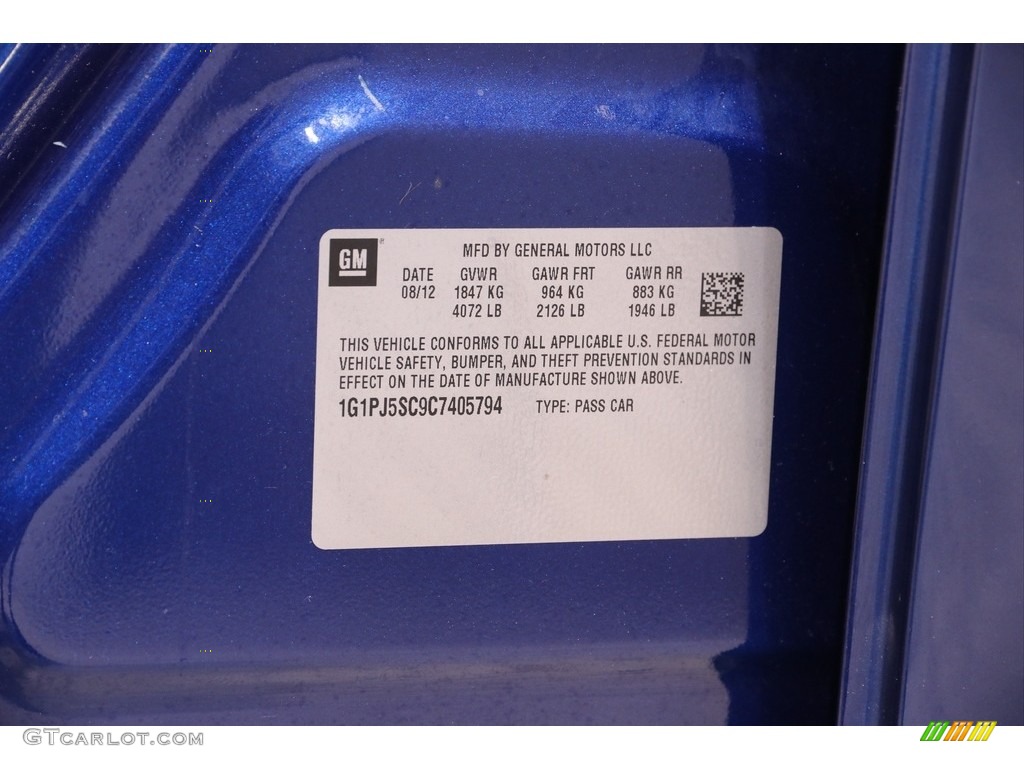 GM
MFD BY GENERAL MOTORS LLC
DATE GVWR GAWR FRT GAWR RR
08/12 1847 KG 964 KG 883 KG
4072 LB 2126 LB 1946 LB
THIS VEHICLE CONFORMS TO ALL APPLICABLE U.S. FEDERAL MOTOR
VEHICLE SAFETY, BUMPER, AND THEFT PREVENTION STANDARDS IN
EFFECT ON THE DATE OF MANUFACTURE SHOWN ABOVE.
1G1PJ5SC9C7405794 TYPE: PASS CAR
GTcarlot.com